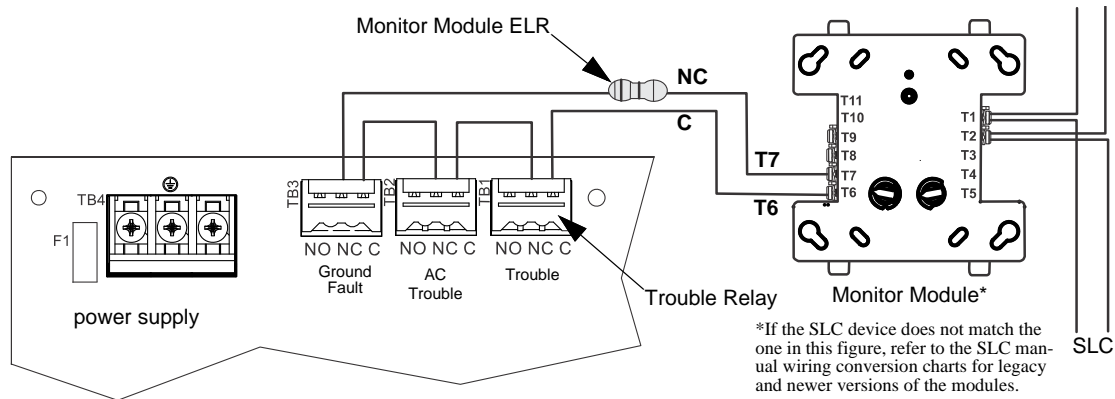 Monitor Module ELR
NC
C
T7
T6
T11
T10
T9
T8
T7
T6
T1
T2
T3
T4
T5
TB4
F1
TB3
TB2
TB1
NO NC C
NO NC C
NO NC C
Ground
Fault
AC
Trouble
Trouble
power supply
Trouble Relay
Monitor Module*
*If the SLC device does not match the
one in this figure, refer to the SLC man-
ual wiring conversion charts for legacy
and newer versions of the modules.
SLC